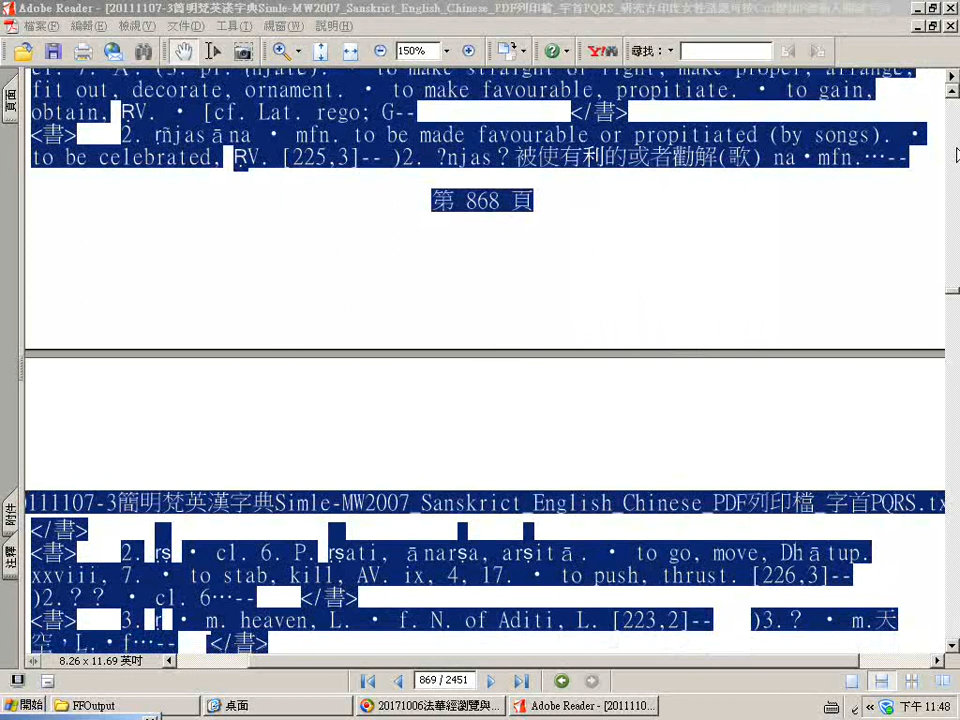 Adobe Reader - [20111107-3簡明梵英漢字典Simle-MW2007_Sanskrict_English_Chinese_PDF列印檔_字首PQRS_
檔案(F) 編輯(E) 檢視(V) 文件(D) 工具(T) 視窗(W) 說明(H)
150% 尋找:
頁面
fit out, decorate, ornament. • to make favourable, propitiate. • to gain,
obtain, ṚV. • [cf. Lat. rego; G-- </書>
<書> 2. ṛñjasāna • mfn. to be made favourable or propitiated (by songs). •
to be celebrated, ṚV. [225,3]-- )2. ?njas？被使有利的或者勸解(歌) na•mfn.…--
第 868 頁
0111107-3簡明梵英漢字典Simle-MW2007_Sanskrict_English_Chinese_PDF列印檔_字首PQRS.tx
</書>
<書> 2. ṛṣ • cl. 6. P. ṛṣati, ānarṣa, arṣitā. • to go, move, Dhātup.
xxviii, 7. • to stab, kill, AV. ix, 4, 17. • to push, thrust. [226,3]--
)2.？？ • cl. 6…-- </書>
<書> 3. ṛ • m. heaven, L. • f. N. of Aditi, L. [223,2]-- )3.？ • m.天
空，L.•f…-- </書>
附件
注釋
8.26 x 11.69 英吋
869 / 2451
開始 FFOutput 桌面 20171006法華經瀏覽與... Adobe Reader - [20110... 下午 11:48